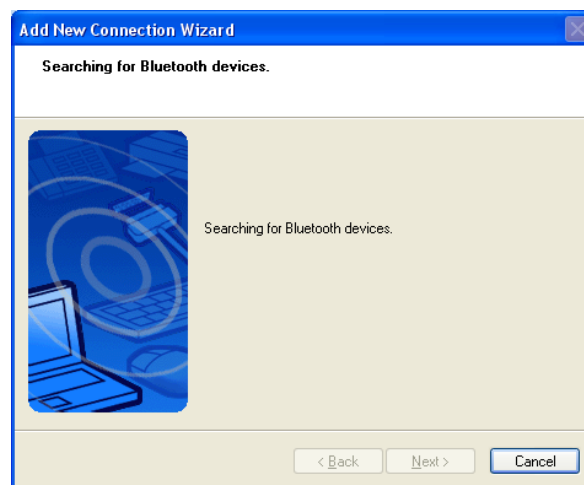 Add New Connection Wizard
Searching for Bluetooth devices.
Searching for Bluetooth devices.
< Back Next > Cancel